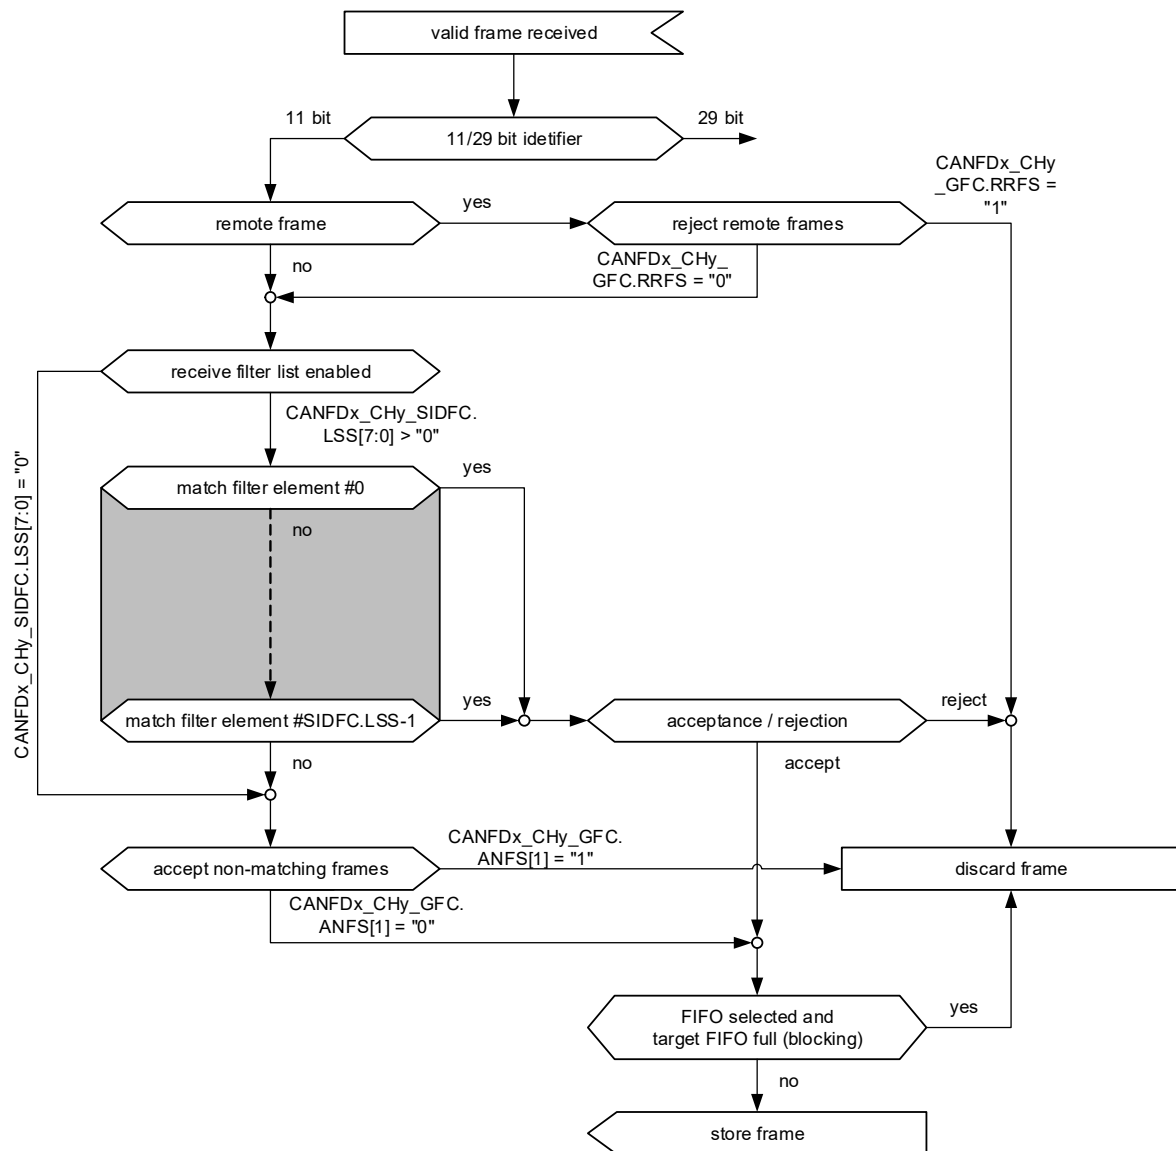 valid frame received
11 bit
29 bit
11/29 bit idetifier
CANFDx_CHy
_GFC.RRFS =
"1"
yes
remote frame
reject remote frames
no
CANFDx_CHy_
GFC.RRFS = "0"
receive filter list enabled
CANFDx_CHy_SIDFC.
LSS[7:0] > "0"
CANFDx_CHy_SIDFC.LSS[7:0] = "0"
yes
match filter element #0
no
yes
reject
match filter element #SIDFC.LSS-1
acceptance / rejection
no
accept
CANFDx_CHy_GFC.
ANFS[1] = "1"
accept non-matching frames
discard frame
CANFDx_CHy_GFC.
ANFS[1] = "0"
FIFO selected and
target FIFO full (blocking)
yes
no
store frame